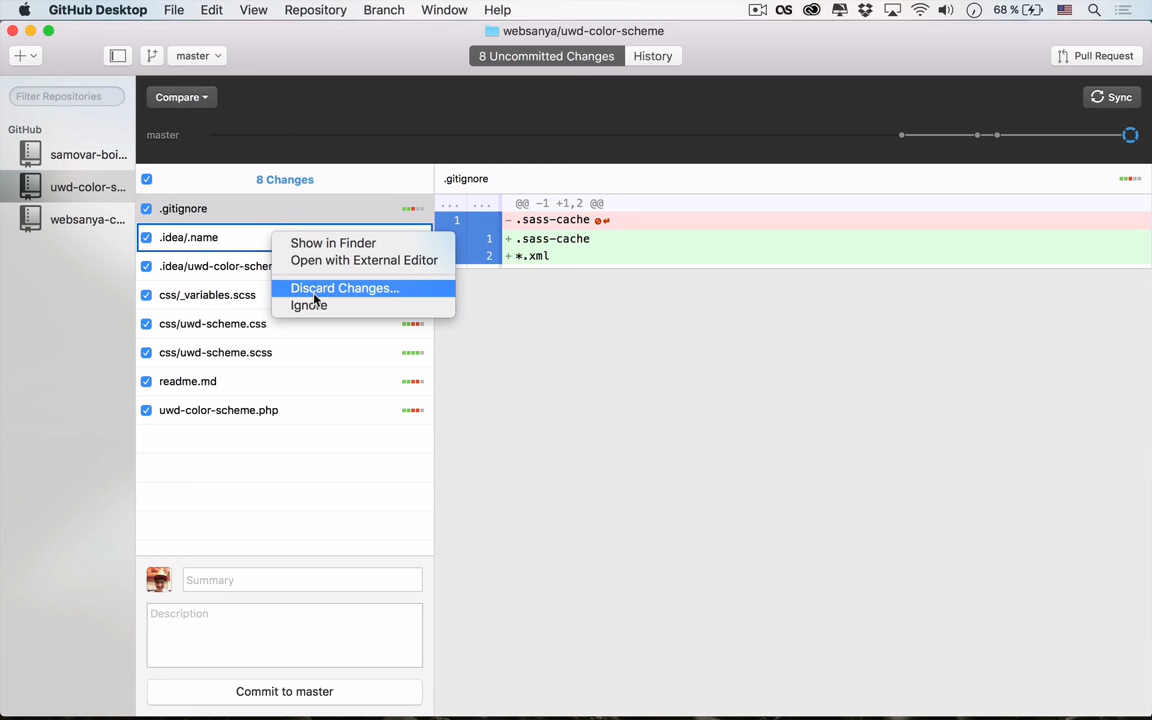 GitHub Desktop File Edit View Repository Branch Window Help 68 %
websanya/uwd-color-scheme
master 8 Uncommitted Changes History Pull Request
Filter Repositories Compare Sync
GitHub
master
samovar-boi...
uwd-color-s...
websanya-c...
8 Changes
.gitignore
.idea/.name
.idea/uwd-color-scher
css/_variables.scss
css/uwd-scheme.css
css/uwd-scheme.scss
readme.md
uwd-color-scheme.php
Show in Finder
Open with External Editor
Discard Changes...
Ignore
.gitignore
... ... @@ -1 +1,2 @@
1 - .sass-cache
1 + .sass-cache
2 + *.xml
Summary
Description
Commit to master